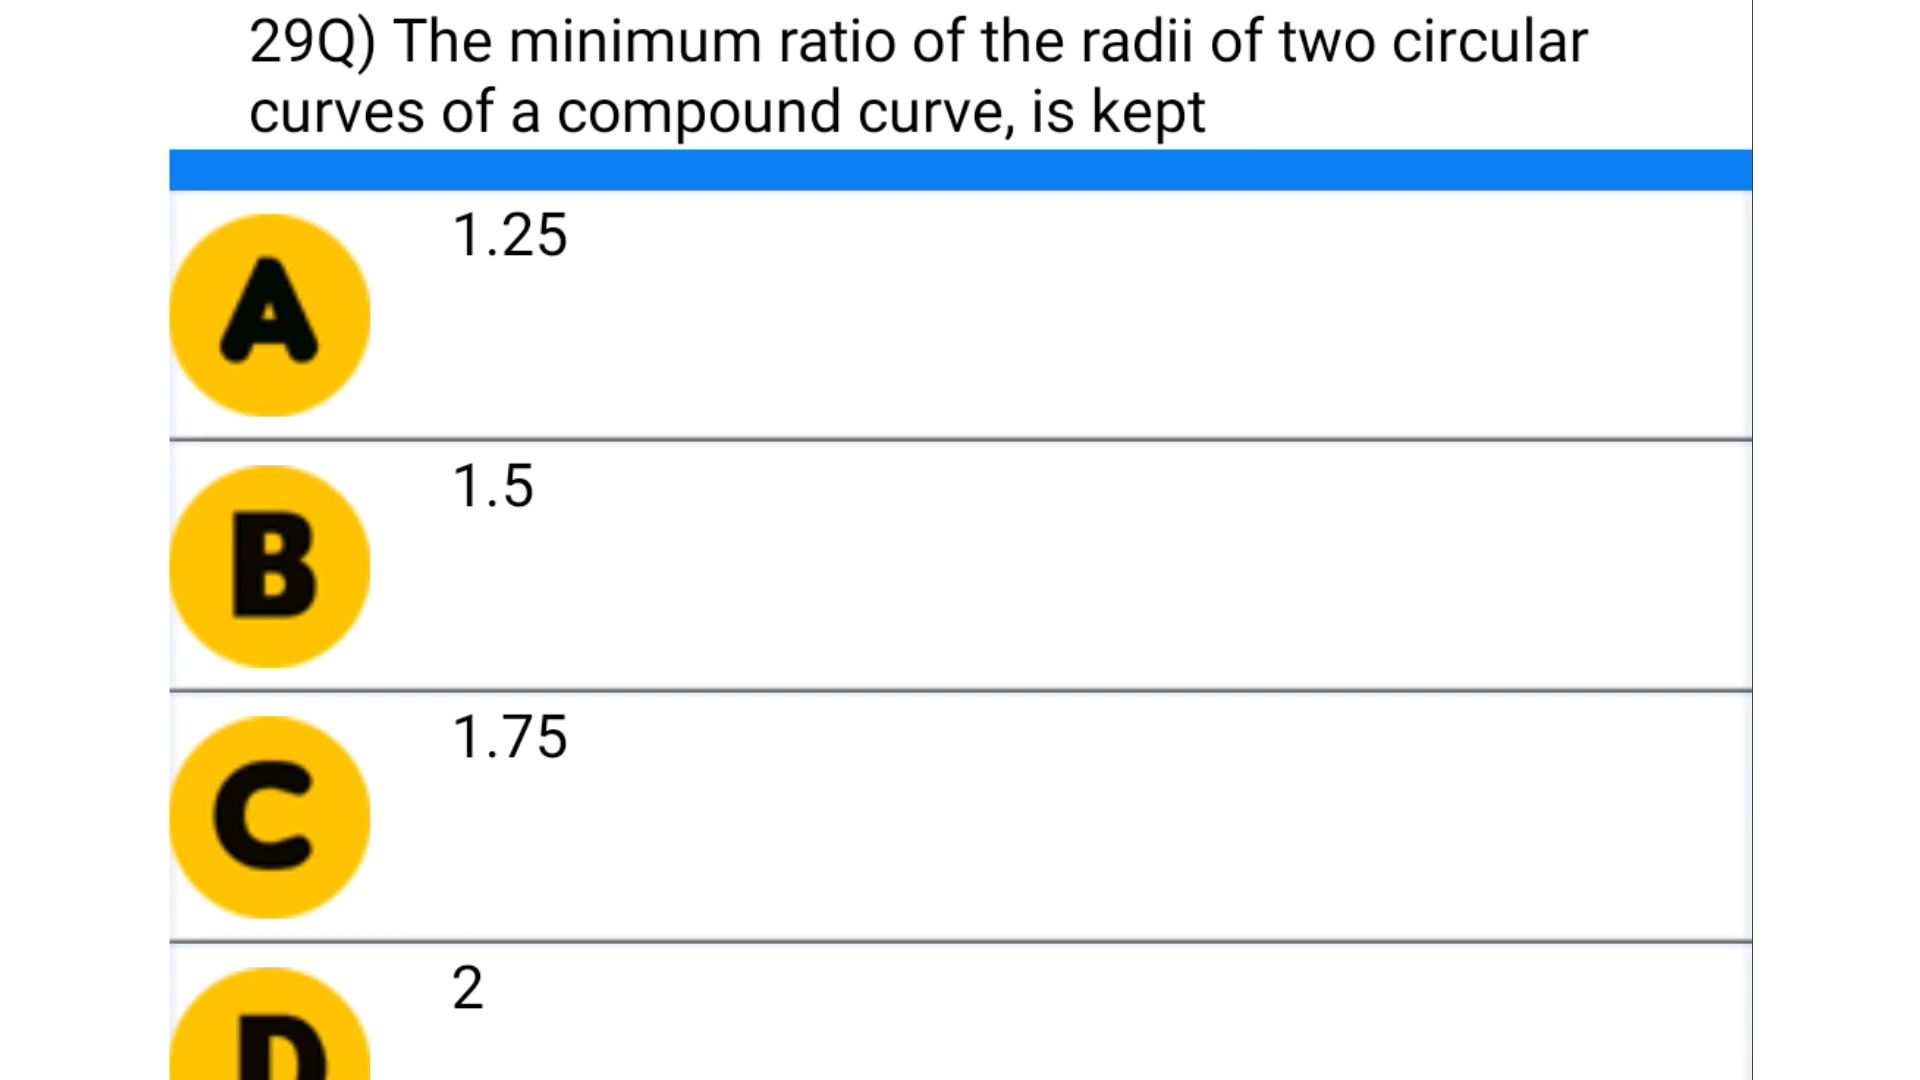 29Q) The minimum ratio of the radii of two circular
curves of a compound curve, is kept
A 1.25
B 1.5
C 1.75
D 2